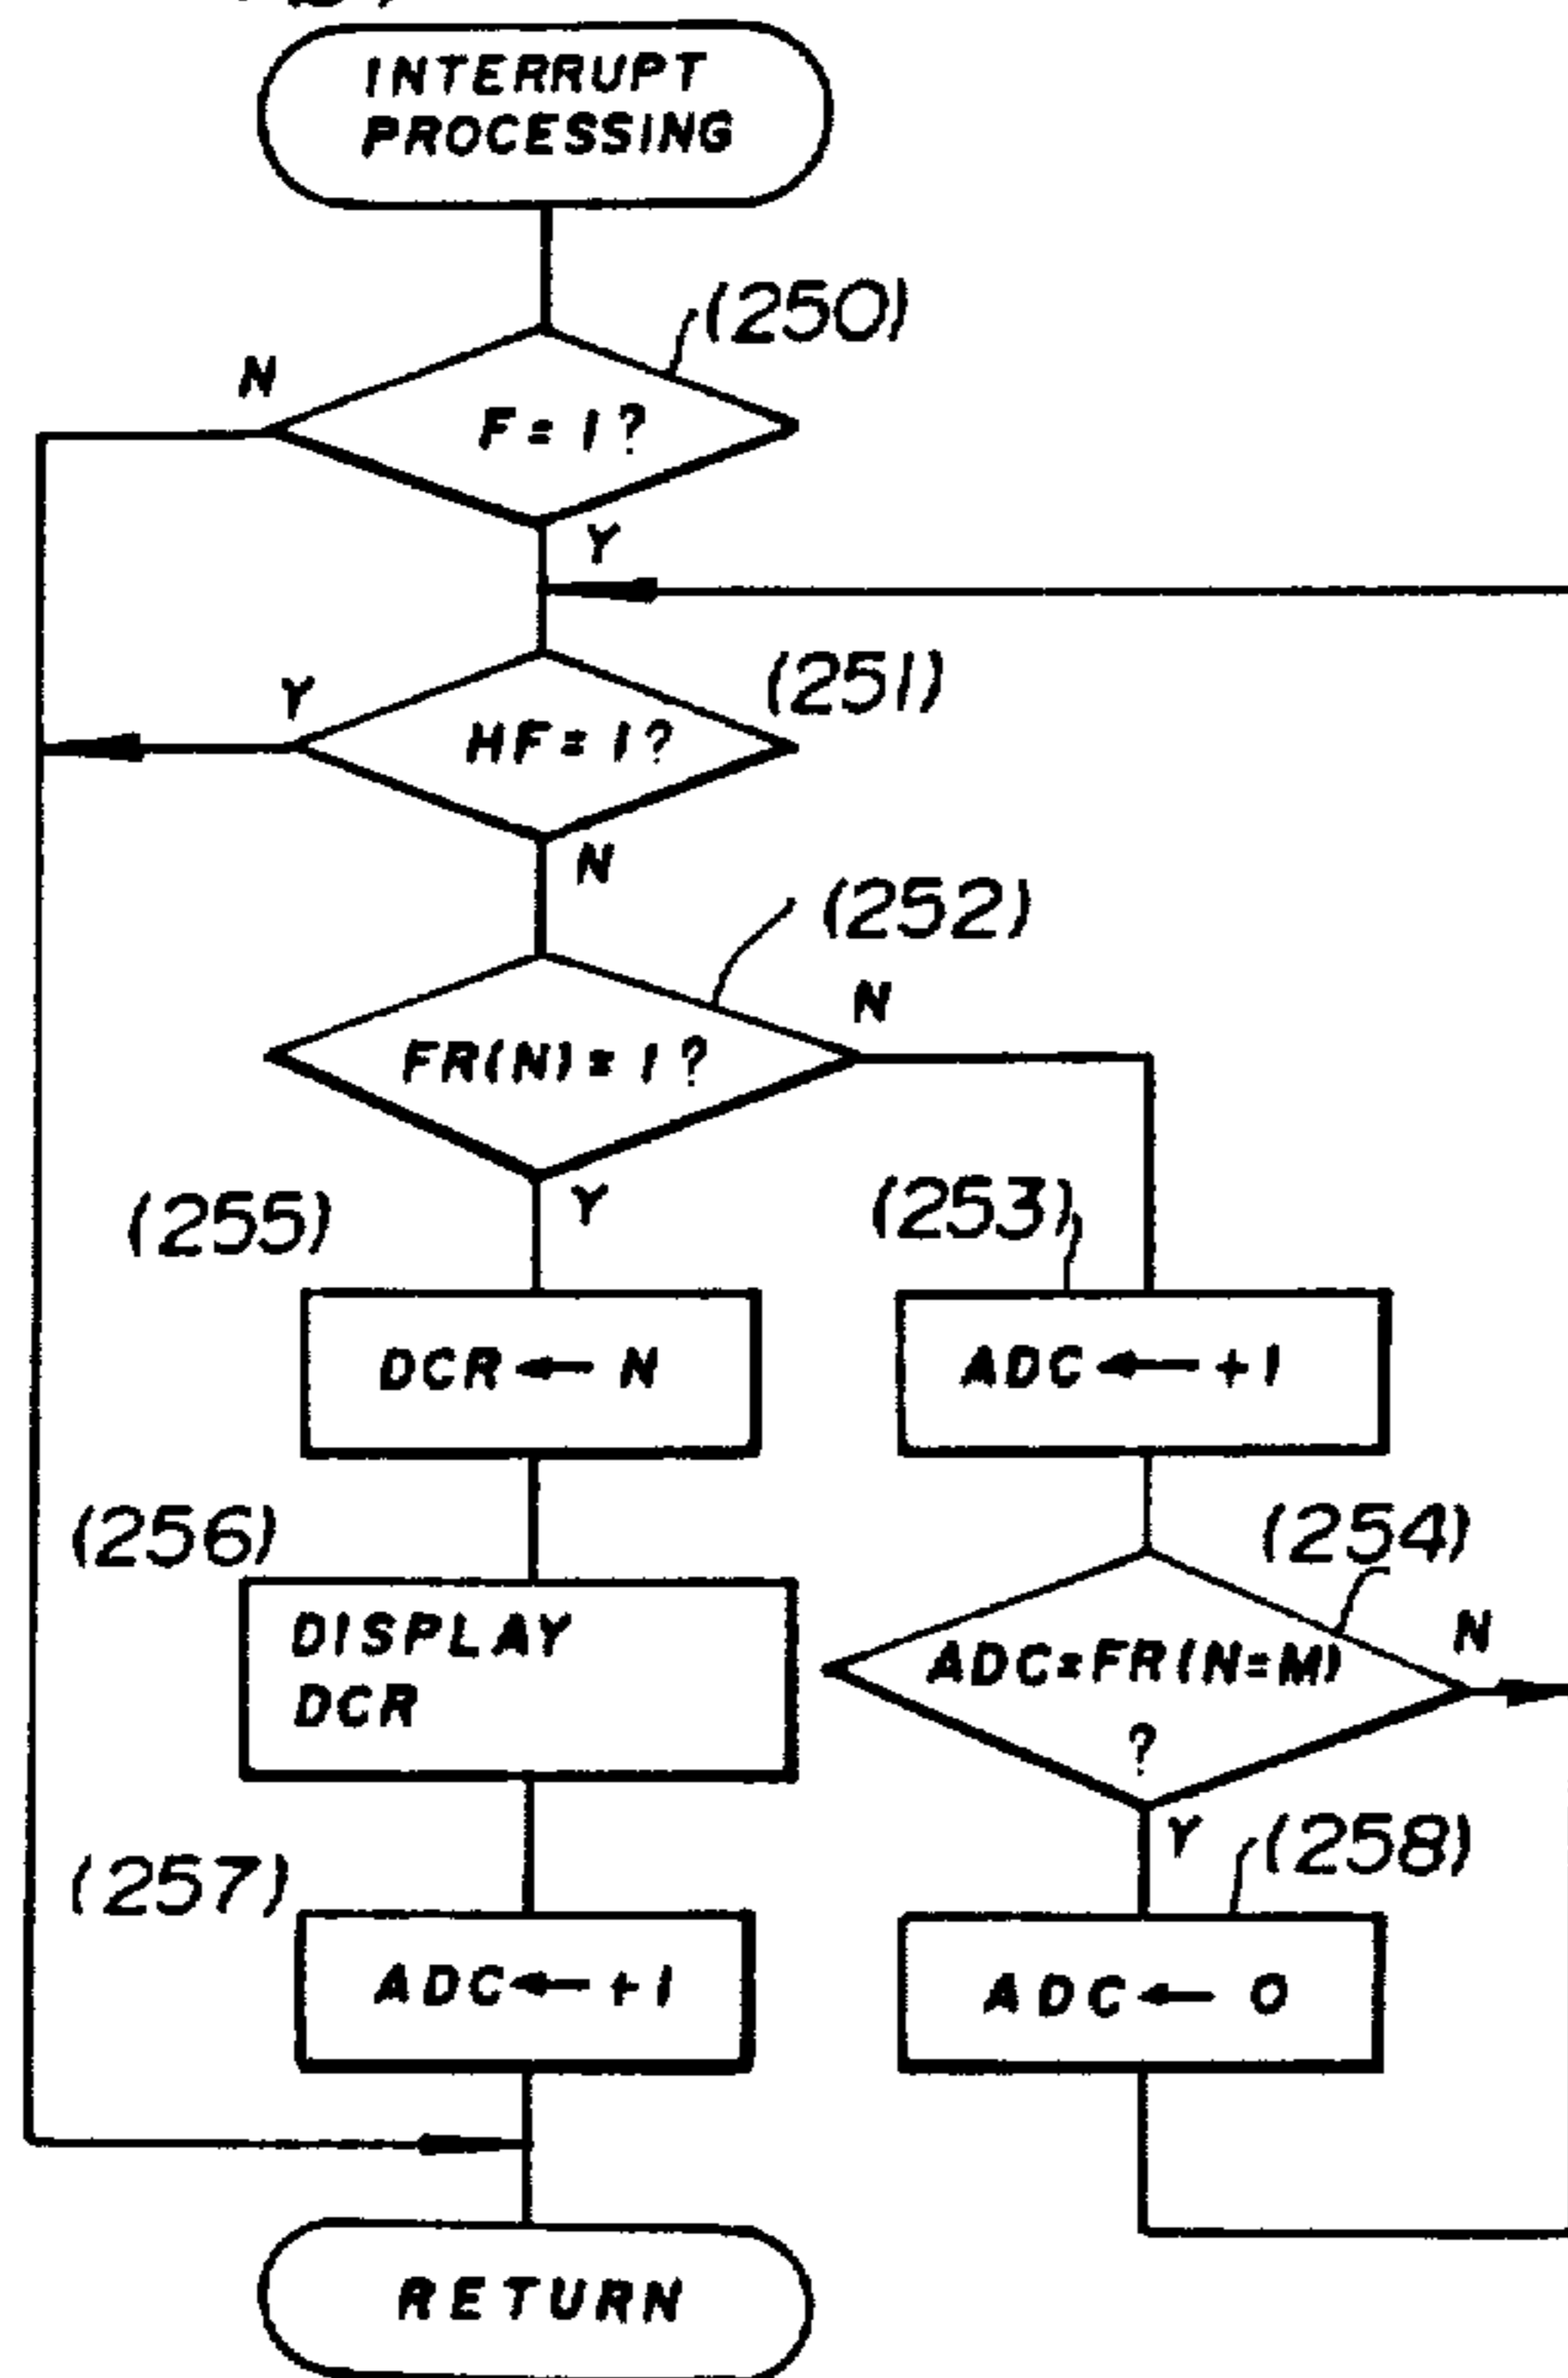 INTERRUPT
PROCESSING
(250)
N
F=1?
Y
(251)
Y
HF=1?
N
(252)
N
FR(N)=1?
Y
(255)
(253)
DCR← N
ADC←+1
(256)
(254)
N
DISPLAY
DCR
ADC=FR(N=M)
?
Y
(258)
(257)
ADC←+1
ADC← 0
RETURN